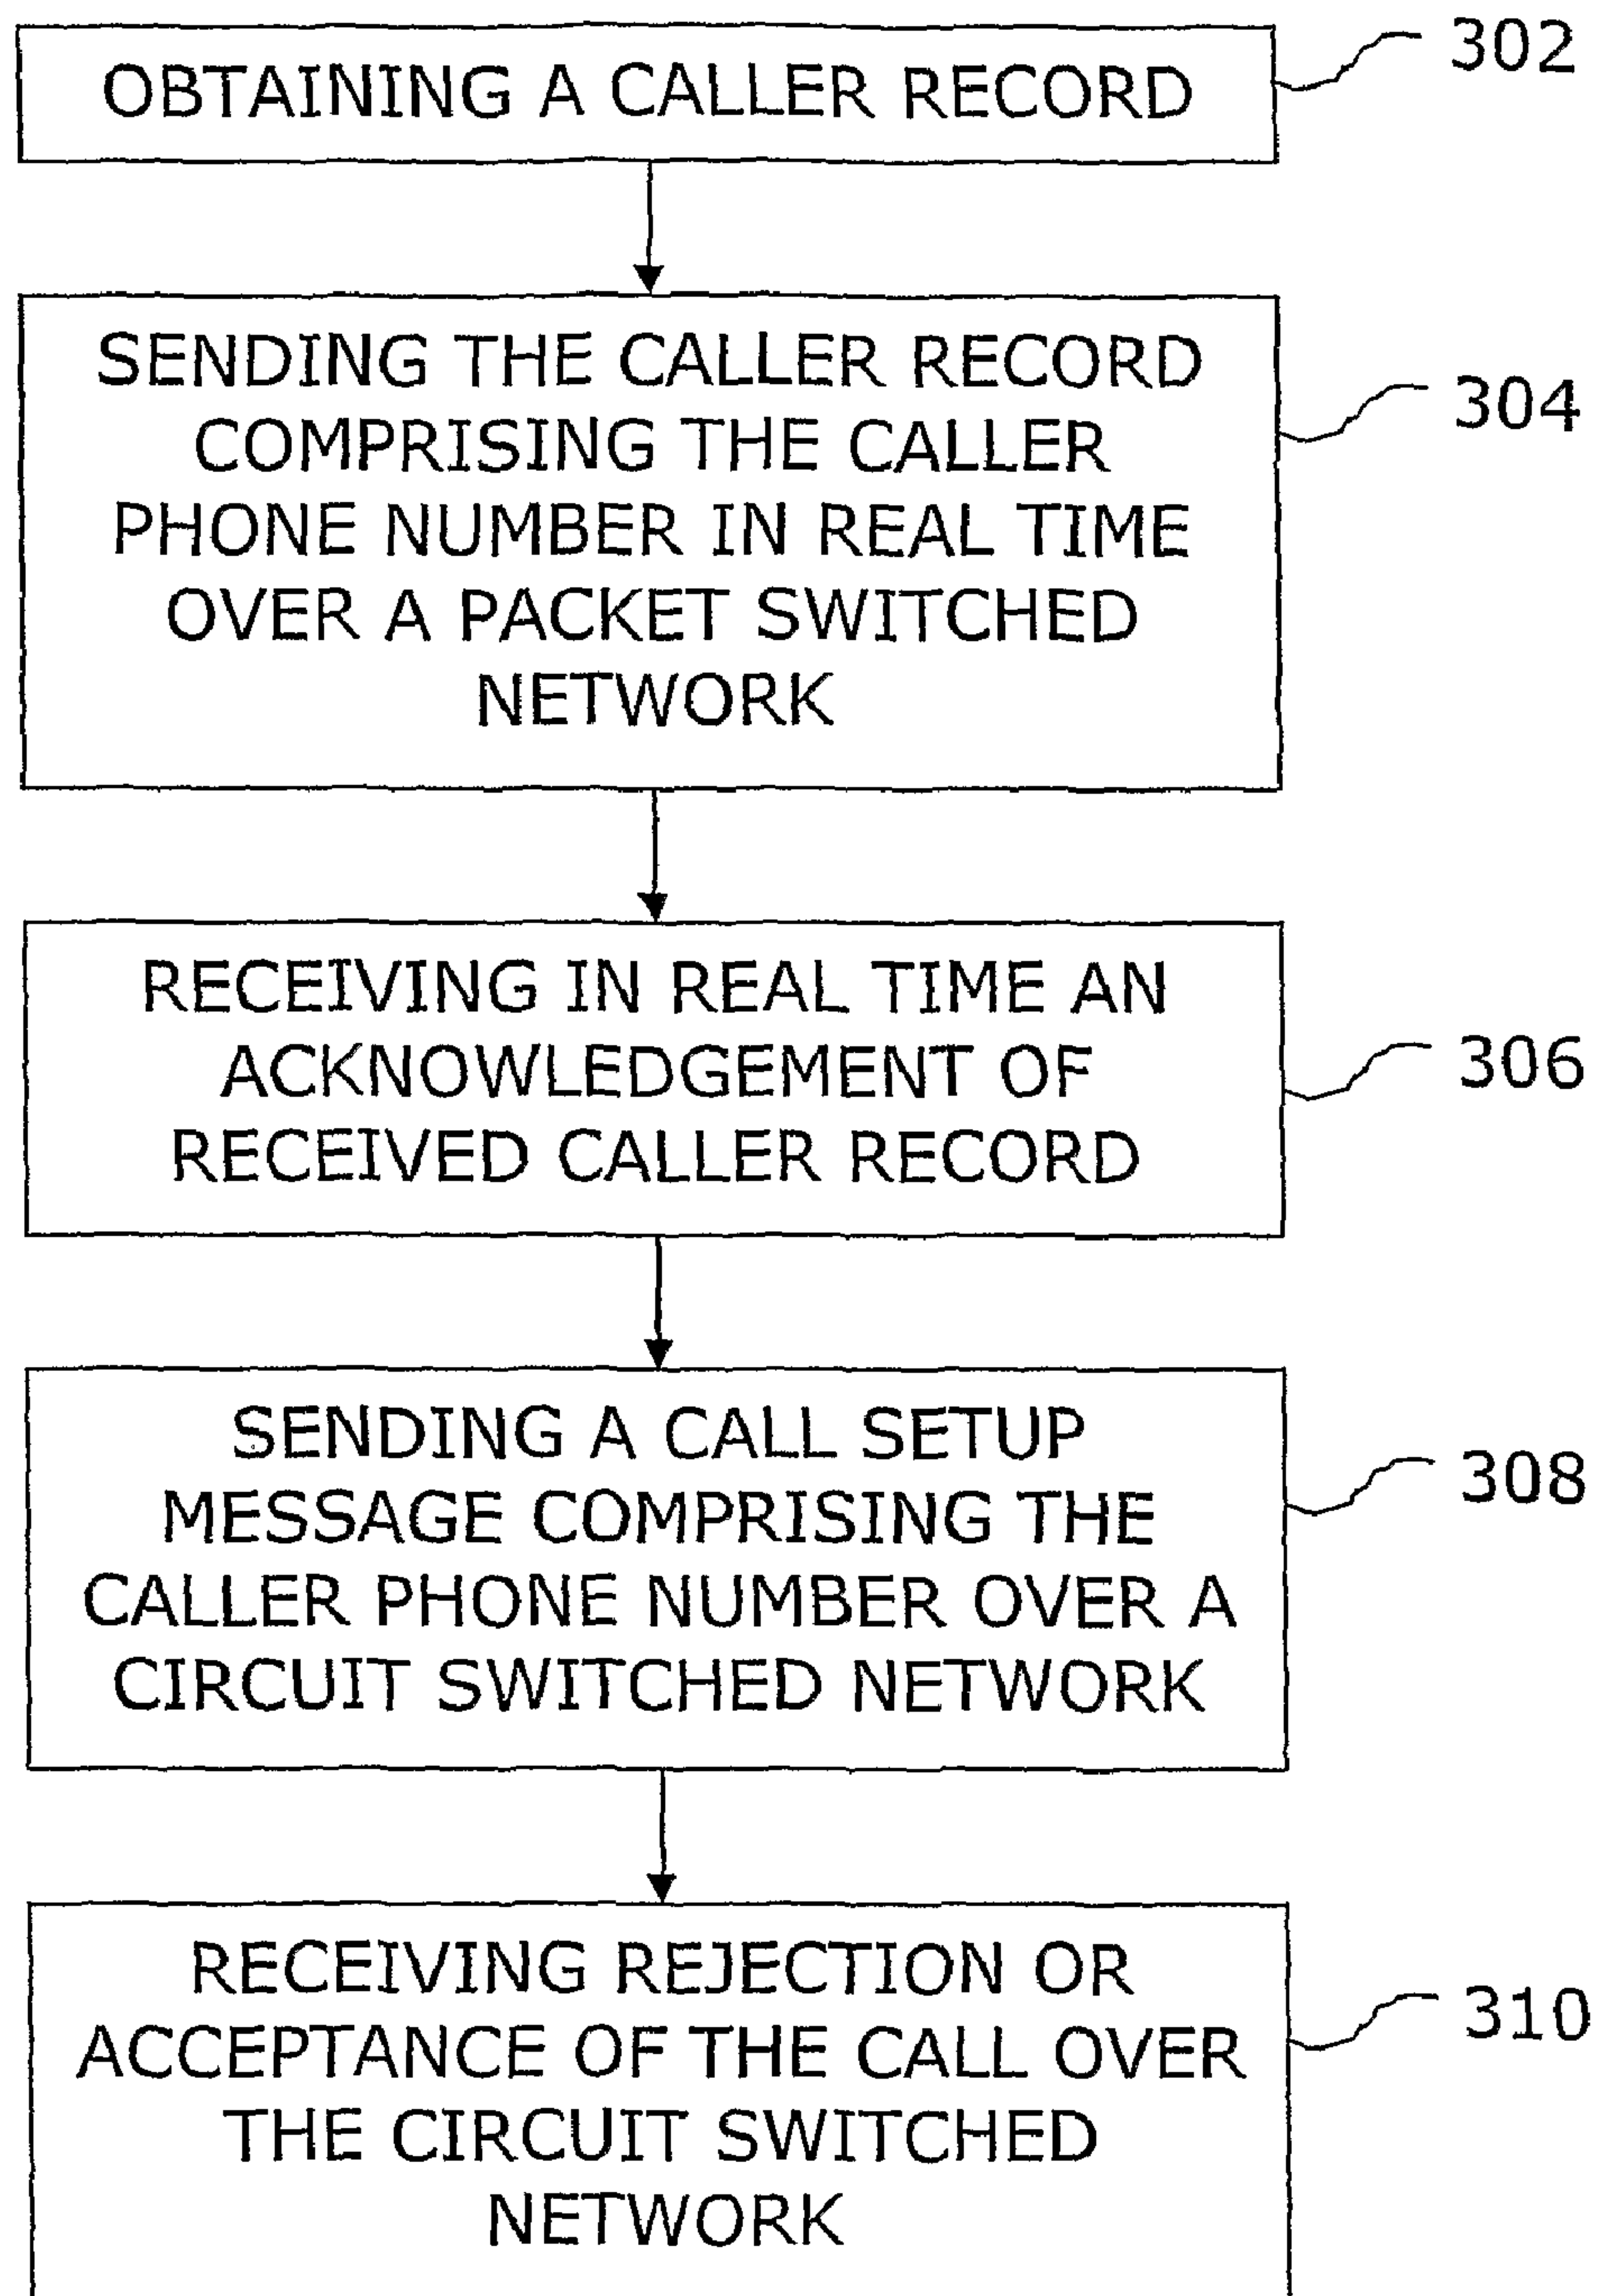 OBTAINING A CALLER RECORD
302
SENDING THE CALLER RECORD
COMPRISING THE CALLER
PHONE NUMBER IN REAL TIME
OVER A PACKET SWITCHED
NETWORK
304
RECEIVING IN REAL TIME AN
ACKNOWLEDGEMENT OF
RECEIVED CALLER RECORD
306
SENDING A CALL SETUP
MESSAGE COMPRISING THE
CALLER PHONE NUMBER OVER A
CIRCUIT SWITCHED NETWORK
308
RECEIVING REJECTION OR
ACCEPTANCE OF THE CALL OVER
THE CIRCUIT SWITCHED
NETWORK
310